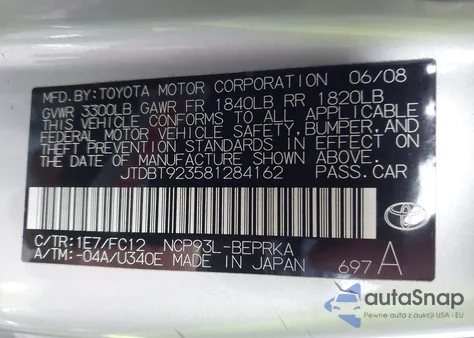 MFD.BY: TOYOTA MOTOR CORPORATION 06/08
GVWR 3300LB GAWR FR 1840LB RR 1820LB
THIS VEHICLE CONFORMS TO ALL APPLICABLE
FEDERAL MOTOR VEHICLE SAFETY, BUMPER, AND
THEFT PREVENTION STANDARDS IN EFFECT ON
THE DATE OF MANUFACTURE SHOWN ABOVE.
JTDBT923581284162 PASS.CAR
C/TR: 1E7/FC12 NCP93L-BEPRKA
A/TM: -04A/U340E MADE IN JAPAN 697 A
TOYOTA
autoSnap
Pewne auta z aukcji w USA i EU